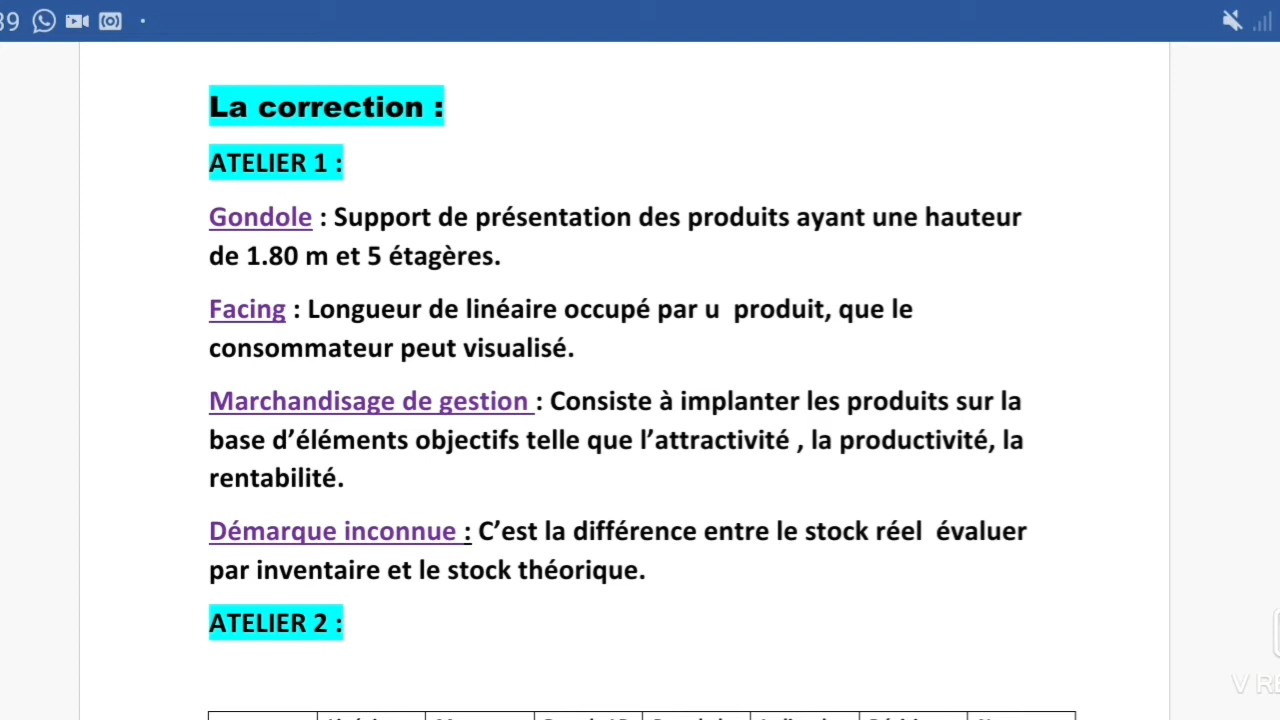 39
La correction :
ATELIER 1 :
Gondole : Support de présentation des produits ayant une hauteur
de 1.80 m et 5 étagères.
Facing : Longueur de linéaire occupé par u  produit, que le
consommateur peut visualisé.
Marchandisage de gestion : Consiste à implanter les produits sur la
base d’éléments objectifs telle que l’attractivité , la productivité, la
rentabilité.
Démarque inconnue : C’est la différence entre le stock réel  évaluer
par inventaire et le stock théorique.
ATELIER 2 :
V RE